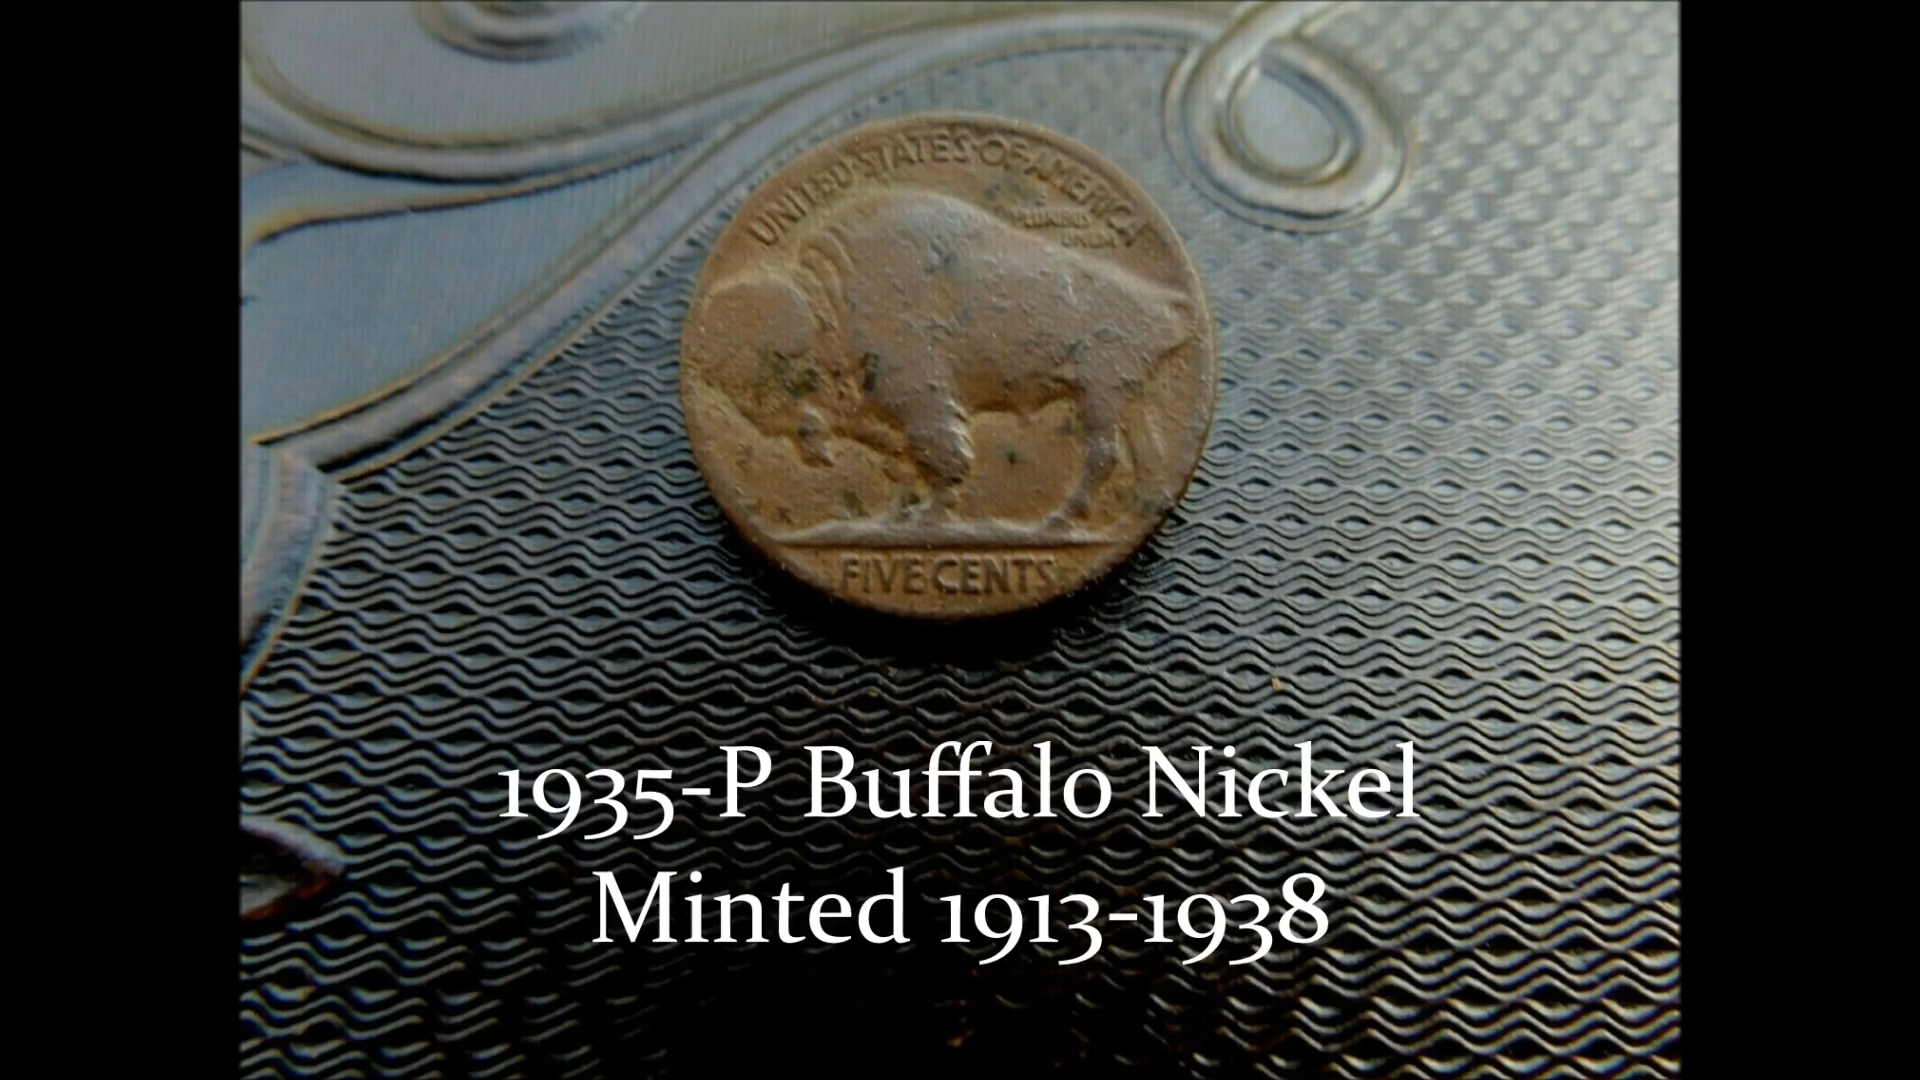 UNITED STATES OF AMERICA
PLURIBUS
UNUM
FIVE CENTS
1935-P Buffalo Nickel
Minted 1913-1938